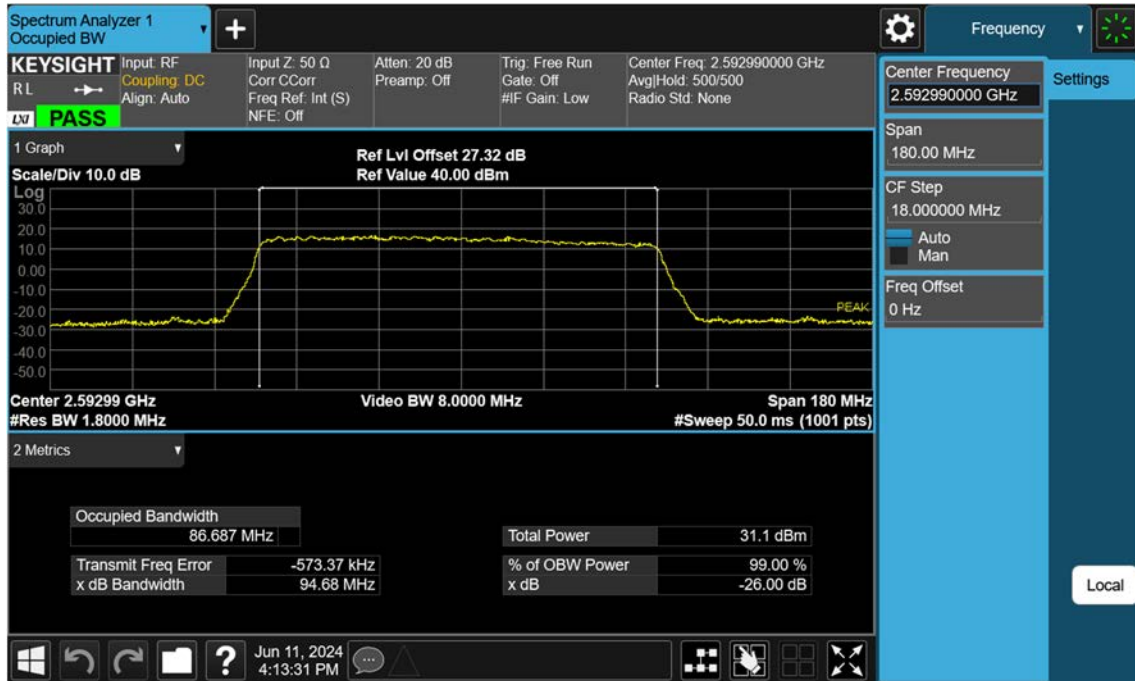 Spectrum Analyzer 1
Occupied BW
Frequency
KEYSIGHT
R L
LXI
PASS
Input: RF
Coupling: DC
Align: Auto
Input Z: 50 Ω
Corr CCorr
Freq Ref: Int (S)
NFE: Off
Atten: 20 dB
Preamp: Off
Trig: Free Run
Gate: Off
#IF Gain: Low
Center Freq: 2.592990000 GHz
Avg|Hold: 500/500
Radio Std: None
Center Frequency
2.592990000 GHz
Settings
Span
180.00 MHz
CF Step
18.000000 MHz
Auto
Man
Freq Offset
0 Hz
Local
1 Graph
Scale/Div 10.0 dB
Ref Lvl Offset 27.32 dB
Ref Value 40.00 dBm
Log
30.0
20.0
10.0
0.00
-10.0
-20.0
-30.0
-40.0
-50.0
PEAK
Center 2.59299 GHz
#Res BW 1.8000 MHz
Video BW 8.0000 MHz
Span 180 MHz
#Sweep 50.0 ms (1001 pts)
2 Metrics
Occupied Bandwidth
86.687 MHz
Total Power 31.1 dBm
Transmit Freq Error -573.37 kHz
% of OBW Power 99.00 %
x dB Bandwidth 94.68 MHz
x dB -26.00 dB
Jun 11, 2024
4:13:31 PM